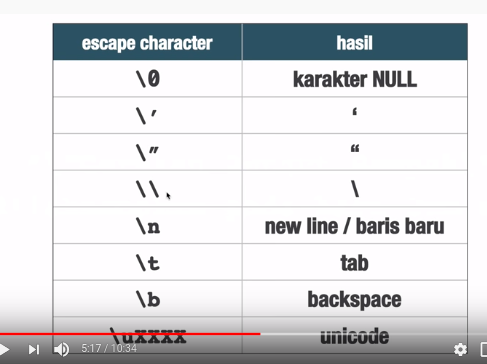 escape character hasil
\0 karakter NULL
\’ ‘
\” “
\\ \
\n new line / baris baru
\t tab
\b backspace
\uXXXX unicode
5:17 / 10:34